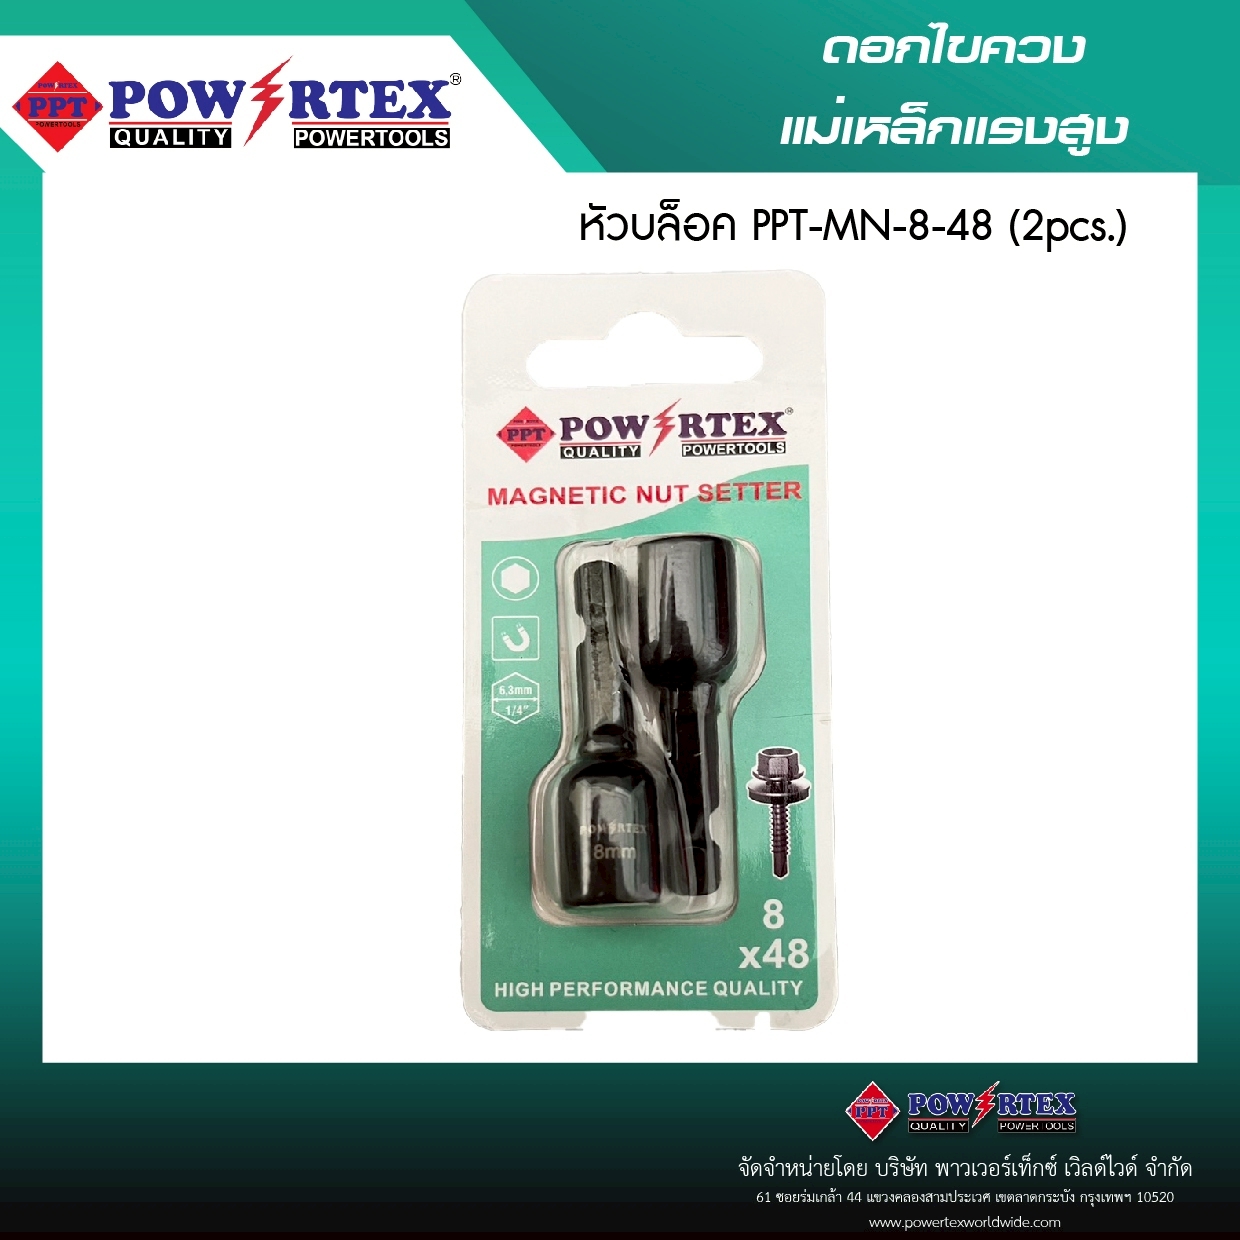 PPT POWERTEX®
POWERTEX POWERTOOLS
QUALITY POWERTOOLS
ดอกไขควง
แม่เหล็กแรงสูง
หัวบล็อค PPT-MN-8-48 (2pcs.)
PPT POWERTEX®
QUALITY POWERTOOLS
MAGNETIC NUT SETTER
6.3mm
1/4"
POWERTEX
8mm
8
x48
HIGH PERFORMANCE QUALITY
PPT POWERTEX
QUALITY POWERTOOLS
จัดจำหน่ายโดย บริษัท พาวเวอร์เท็กซ์ เวิลด์ไวด์ จำกัด
61 ซอยร่มเกล้า 44 แขวงคลองสามประเวศ เขตลาดกระบัง กรุงเทพฯ 10520
www.powertexworldwide.com